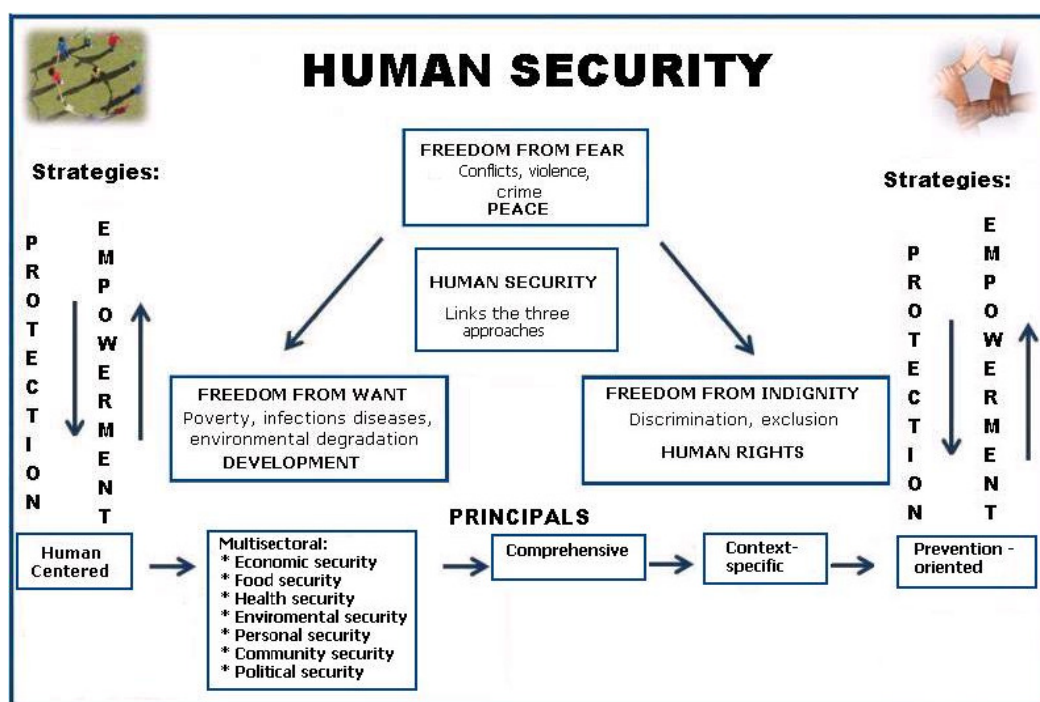 HUMAN SECURITY
Strategies:
PROTECTION
EMPOWERMENT
FREEDOM FROM FEAR
Conflicts, violence,
crime
PEACE
HUMAN SECURITY
Links the three
approaches
FREEDOM FROM WANT
Poverty, infections diseases,
environmental degradation
DEVELOPMENT
FREEDOM FROM INDIGNITY
Discrimination, exclusion
HUMAN RIGHTS
Strategies:
PROTECTION
EMPOWERMENT
PRINCIPALS
Human
Centered
Multisectoral:
* Economic security
* Food security
* Health security
* Enviromental security
* Personal security
* Community security
* Political security
Comprehensive
Context-
specific
Prevention -
oriented